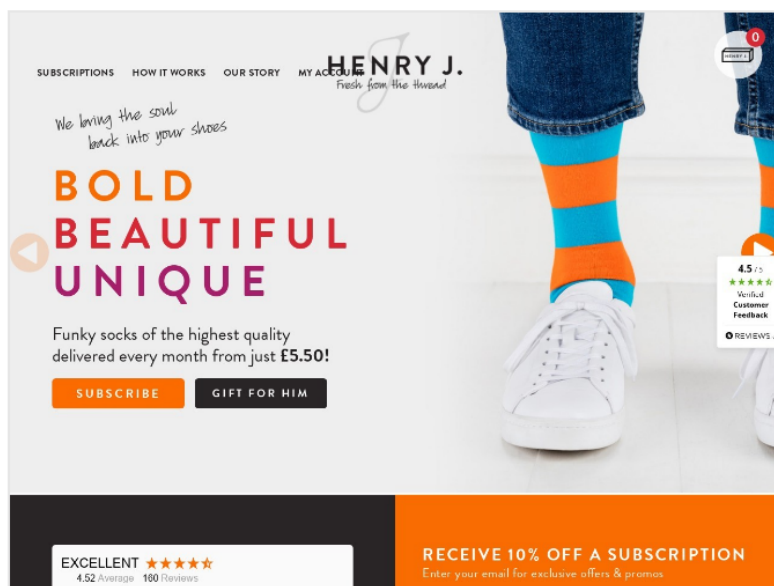 SUBSCRIPTIONS HOW IT WORKS OUR STORY MY ACCOUNT
HENRY J.
Fresh from the thread
0
HENRY J.
We bring the soul
back into your shoes
BOLD
BEAUTIFUL
UNIQUE
Funky socks of the highest quality
delivered every month from just £5.50!
SUBSCRIBE GIFT FOR HIM
4.5 / 5
Verified
Customer
Feedback
REVIEWS
EXCELLENT
4.52 Average 160 Reviews
RECEIVE 10% OFF A SUBSCRIPTION
Enter your email for exclusive offers & promos